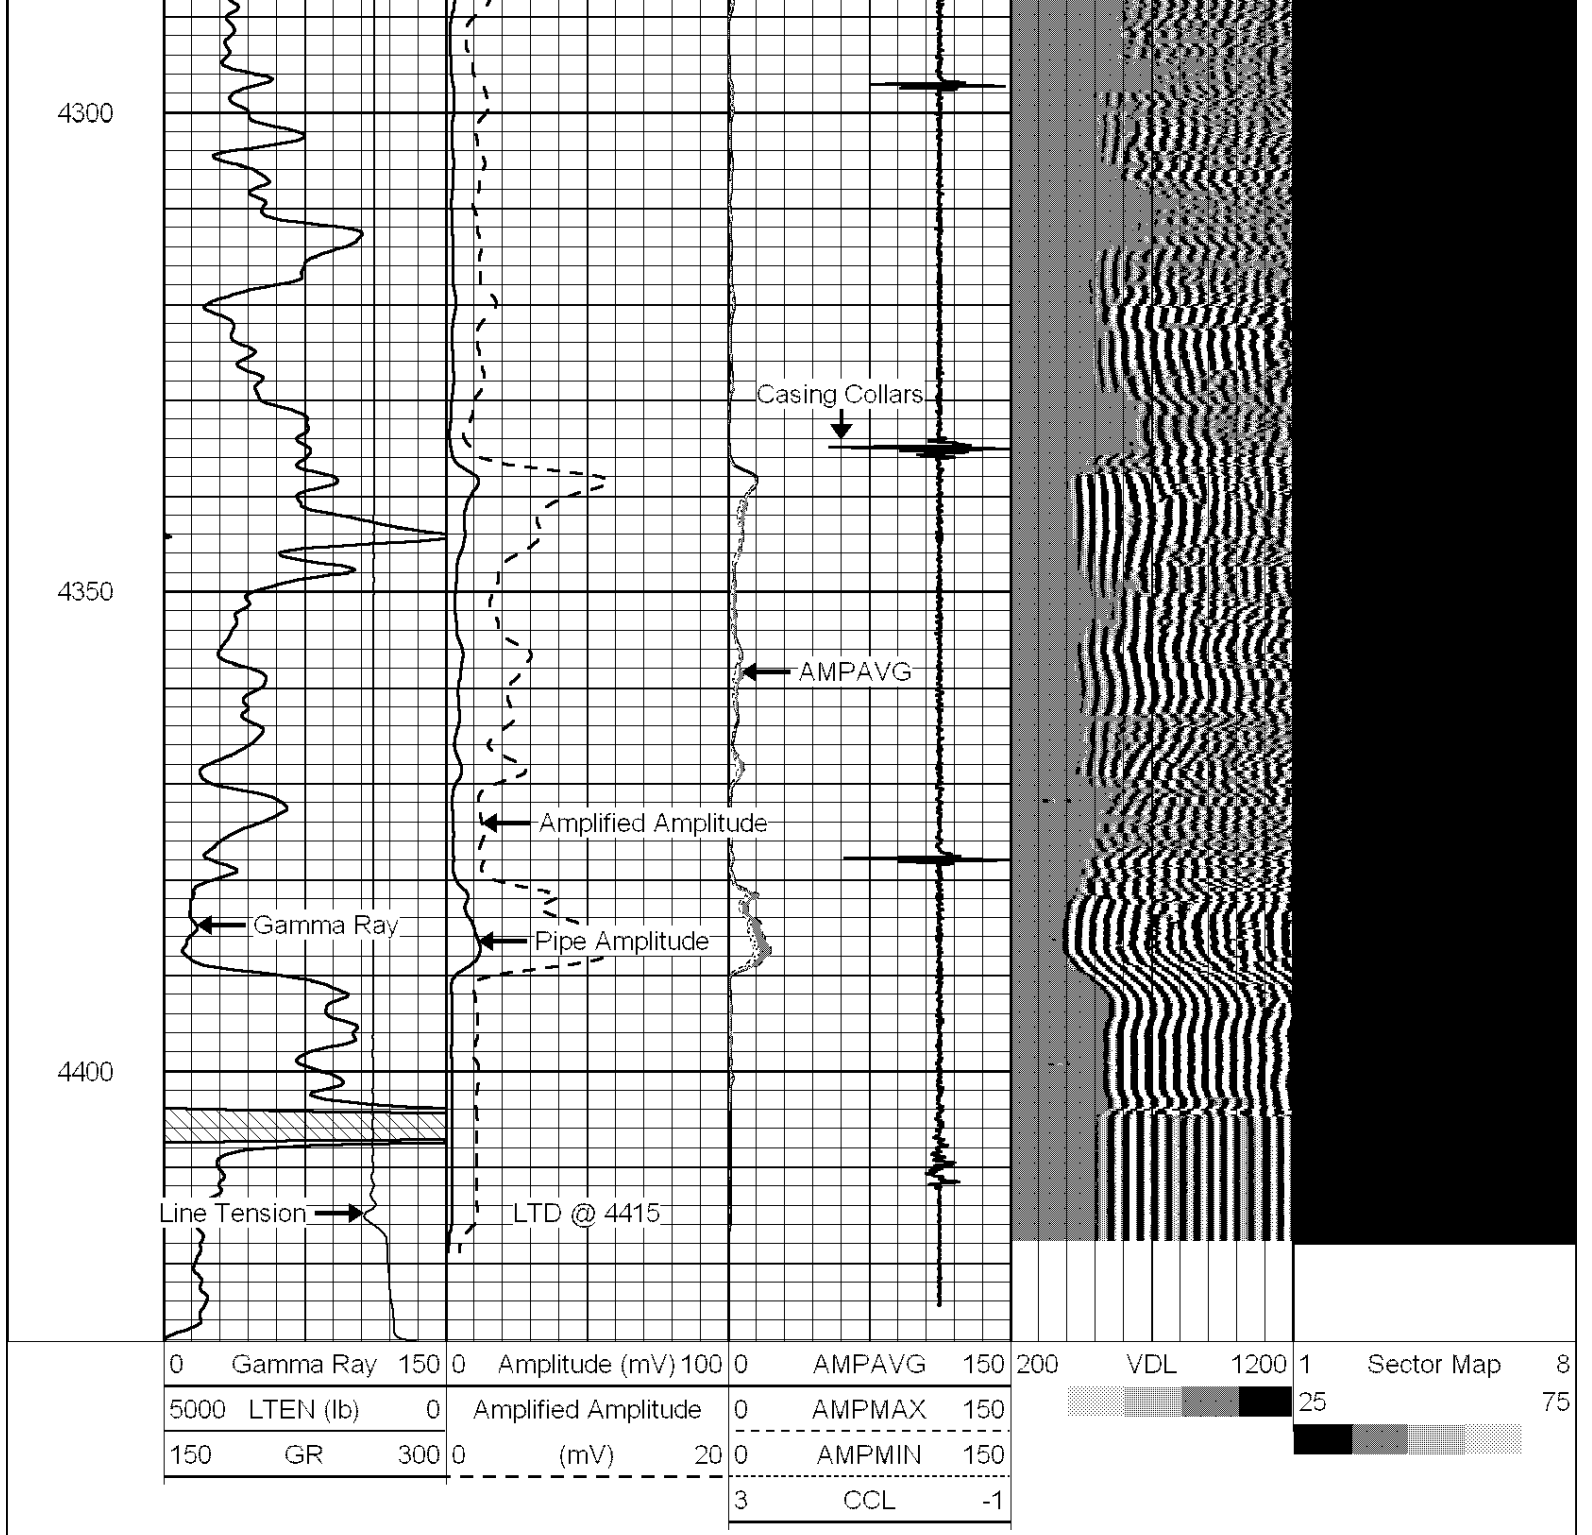 4300
Casing Collars
4350
AMPAVG
Amplified Amplitude
Gamma Ray
Pipe Amplitude
4400
Line Tension
LTD @ 4415
0 Gamma Ray 150 0 Amplitude (mV) 100 0 AMPAVG 150 200 VDL 1200 1 Sector Map 8
5000 LTEN (lb) 0 Amplified Amplitude 0 AMPMAX 150 25 75
150 GR 300 0 (mV) 20 0 AMPMIN 150
3 CCL -1